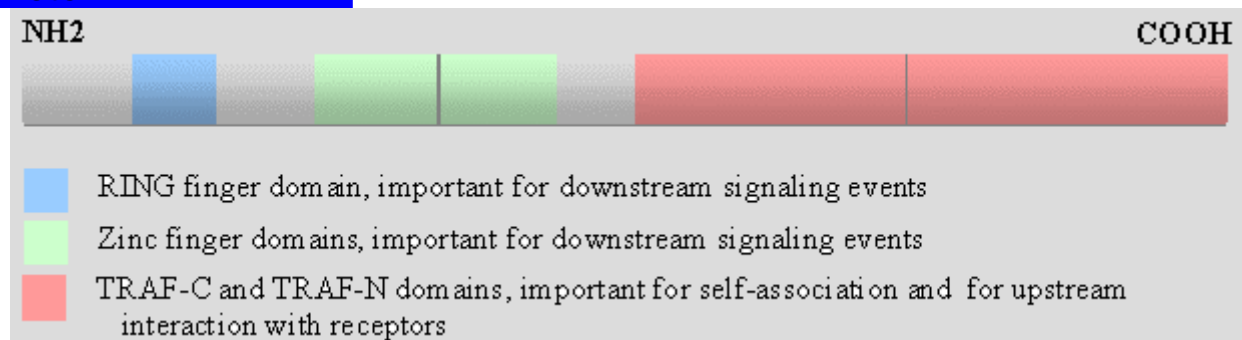 NH2
COOH
RING finger domain, important for downstream signaling events
Zinc finger domains, important for downstream signaling events
TRAF-C and TRAF-N domains, important for self-association and for upstream
interaction with receptors